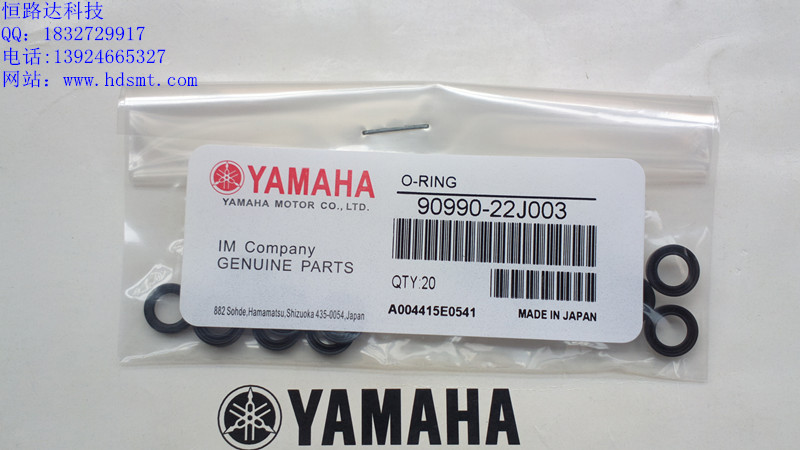 恒路达科技
QQ: 1832729917
电话:13924665327
网站: www.hdsmt.com
YAMAHA
YAMAHA MOTOR CO.,LTD.
IM Company
GENUINE PARTS
882 Sohde,Hamamatsu,Shizuoka 435-0054,Japan
O-RING
90990-22J003
QTY:20
A004415E0541
MADE IN JAPAN
YAMAHA